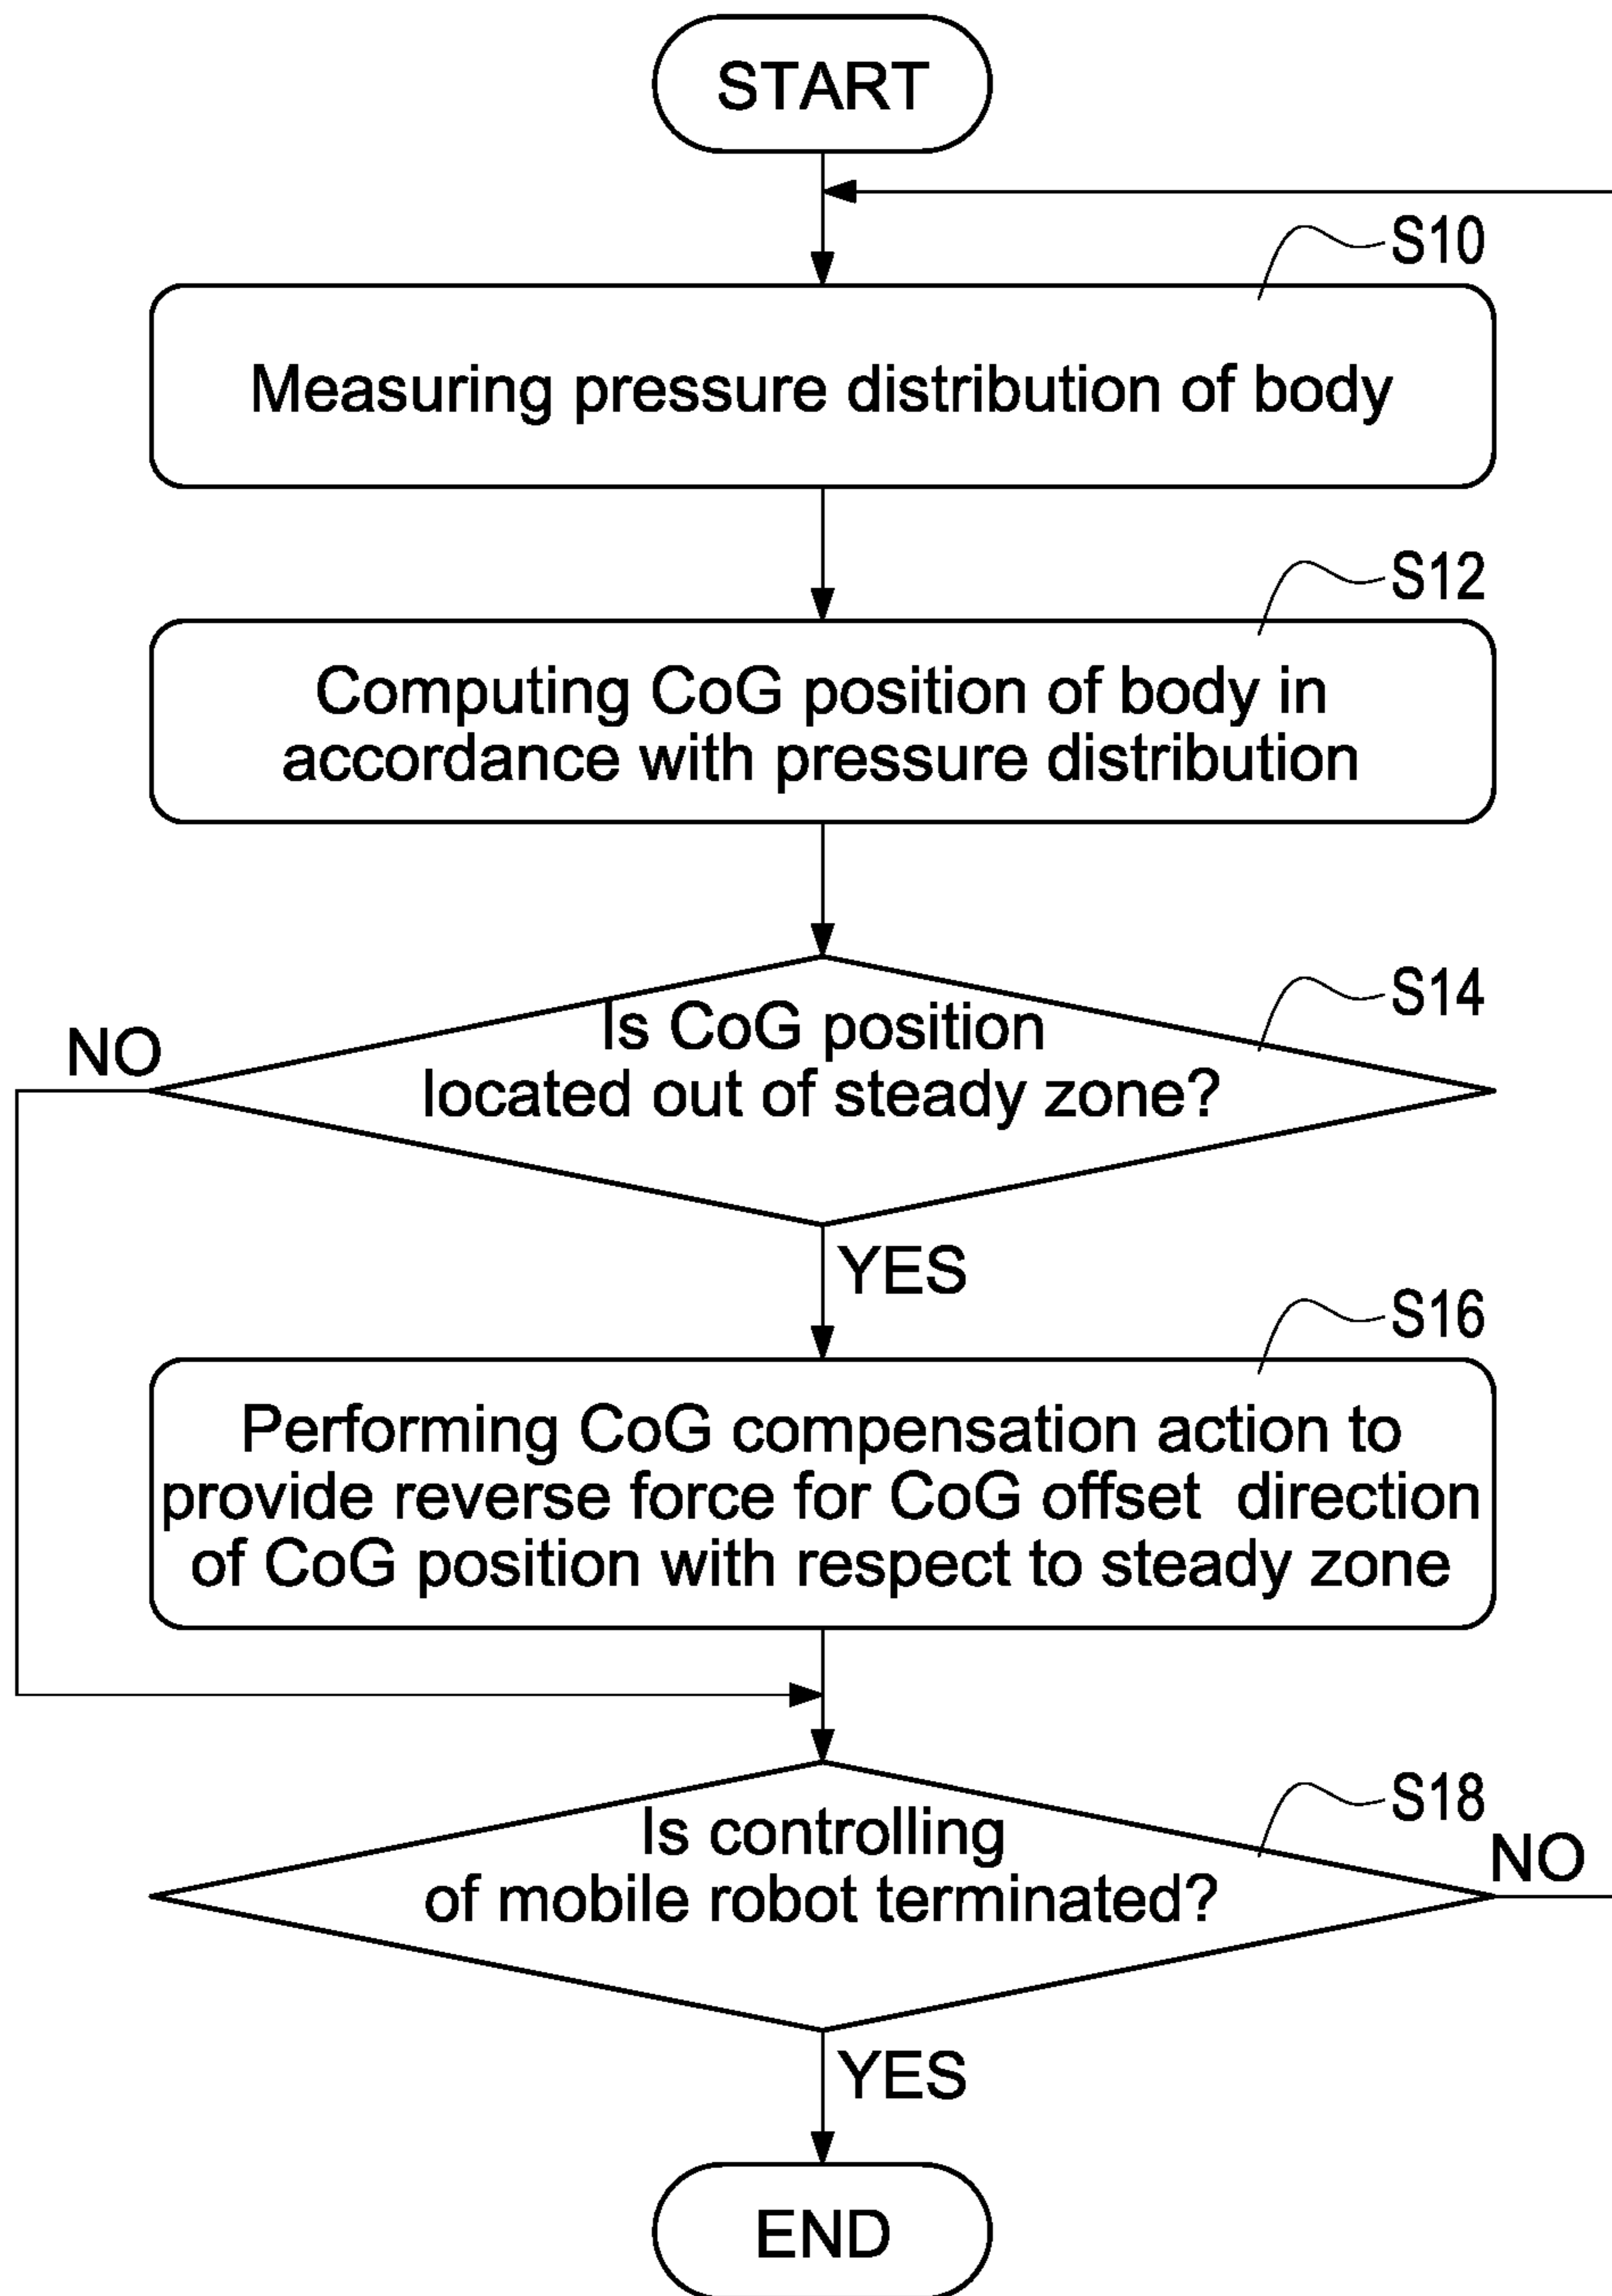 START
S10
Measuring pressure distribution of body
S12
Computing CoG position of body in
accordance with pressure distribution
S14
Is CoG position
located out of steady zone?
NO
YES
S16
Performing CoG compensation action to
provide reverse force for CoG offset direction
of CoG position with respect to steady zone
S18
Is controlling
of mobile robot terminated?
NO
YES
END